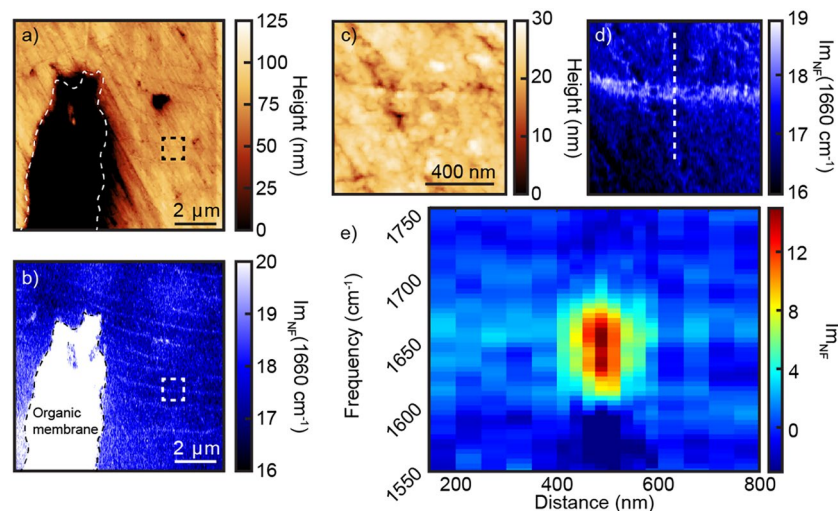 a)
125
100
75
50
25
0
Height (nm)
2 µm
b)
Organic
membrane
2 µm
20
19
18
17
16
Im_NF(1660 cm⁻¹)
c)
400 nm
30
20
10
0
Height (nm)
d)
19
18
17
16
Im_NF(1660 cm⁻¹)
e)
1750
1700
1650
1600
1550
Frequency (cm⁻¹)
200
400
600
800
Distance (nm)
12
8
4
0
Im_NF